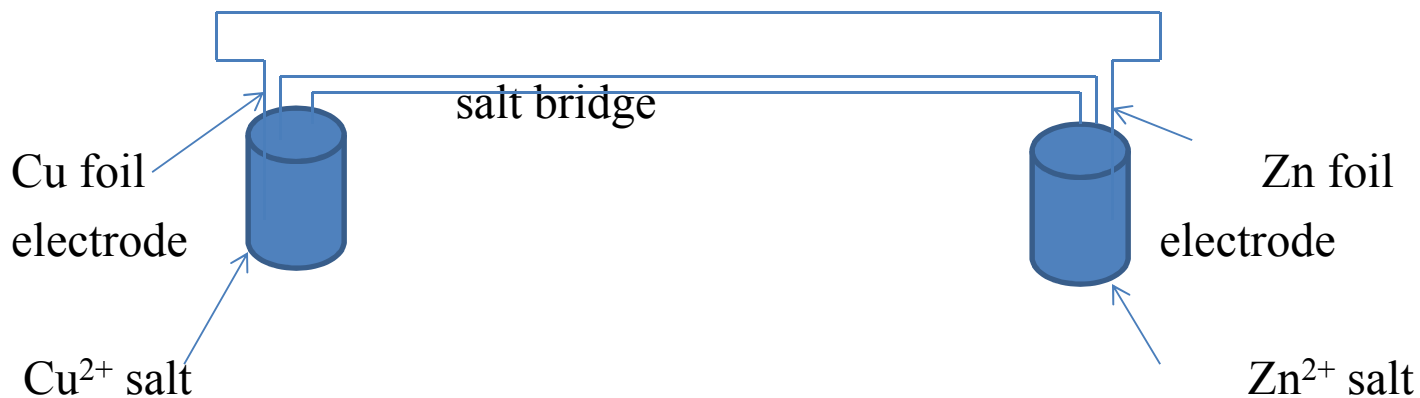 salt bridge
Cu foil
electrode
Zn foil
electrode
Cu²⁺ salt
Zn²⁺ salt